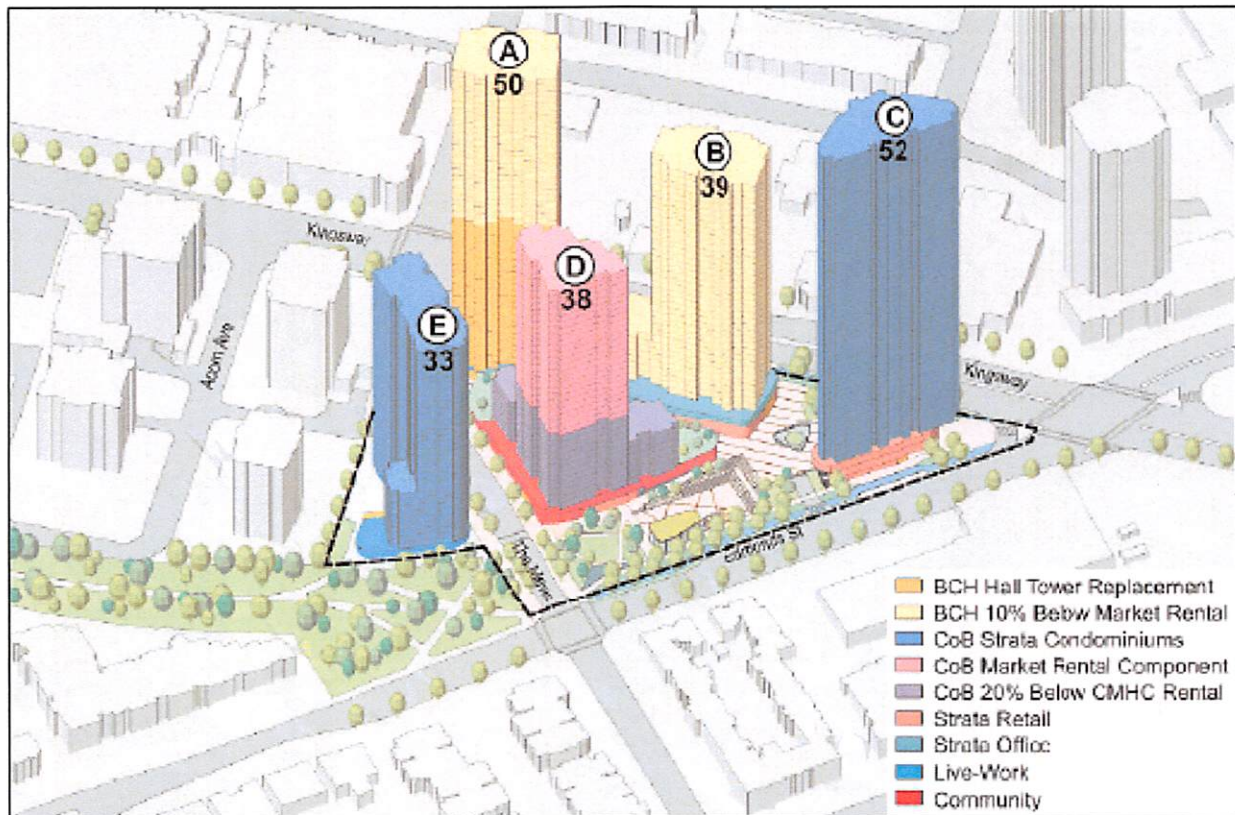 A
50
B
39
C
52
D
38
E
33
Kingsway
Kingsway
Acorn Ave
Edmonds St
BCH Hall Tower Replacement
BCH 10% Below Market Rental
CoB Strata Condominiums
CoB Market Rental Component
CoB 20% Below CMHC Rental
Strata Retail
Strata Office
Live-Work
Community